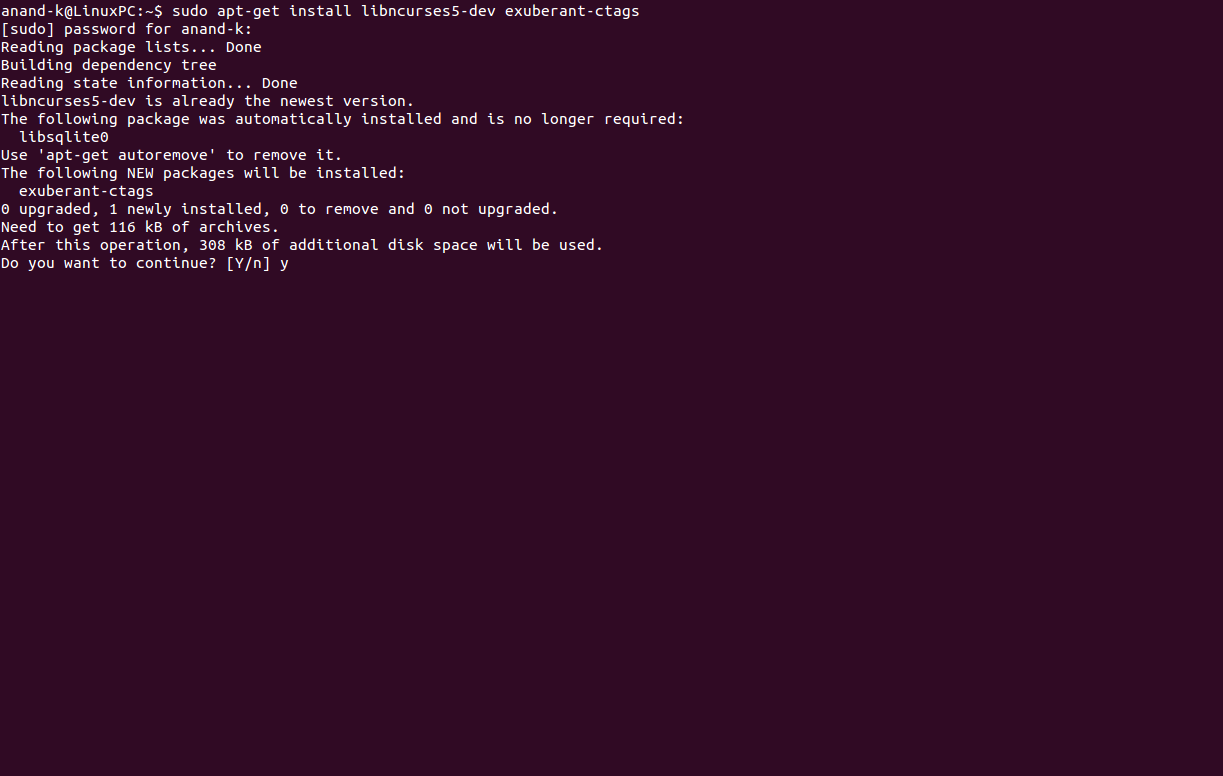 anand-k@LinuxPC:~$ sudo apt-get install libncurses5-dev exuberant-ctags
[sudo] password for anand-k:
Reading package lists... Done
Building dependency tree
Reading state information... Done
libncurses5-dev is already the newest version.
The following package was automatically installed and is no longer required:
  libsqlite0
Use 'apt-get autoremove' to remove it.
The following NEW packages will be installed:
  exuberant-ctags
0 upgraded, 1 newly installed, 0 to remove and 0 not upgraded.
Need to get 116 kB of archives.
After this operation, 308 kB of additional disk space will be used.
Do you want to continue? [Y/n] y